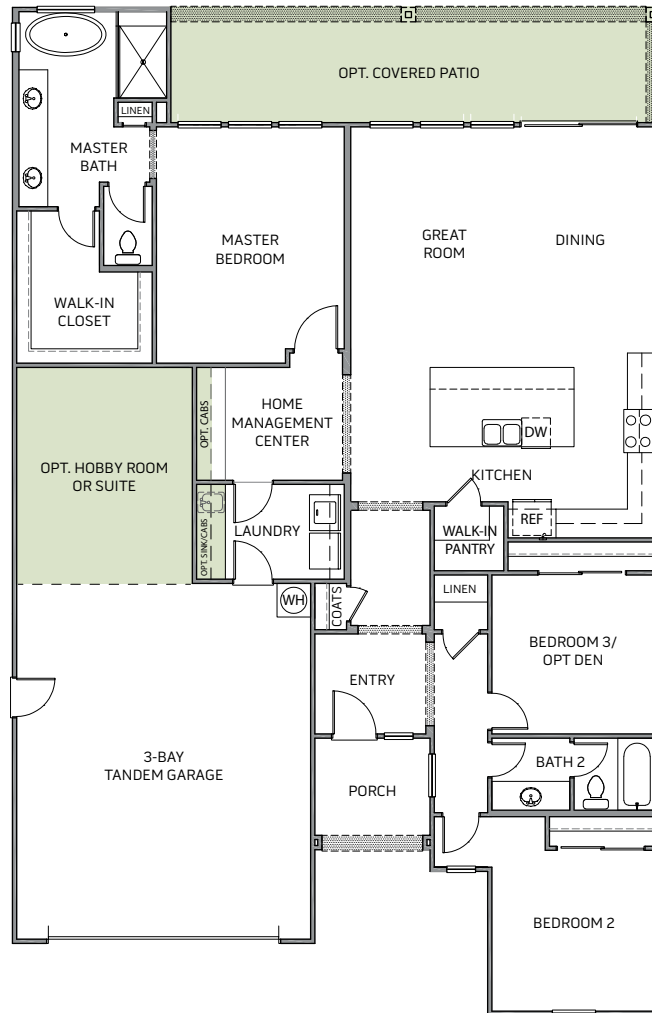 OPT. COVERED PATIO
LINEN
MASTER
BATH
MASTER
BEDROOM
GREAT
ROOM
DINING
WALK-IN
CLOSET
OPT. CABS
HOME
MANAGEMENT
CENTER
DW
OPT. HOBBY ROOM
OR SUITE
KITCHEN
OPT. SINK/CABS
LAUNDRY
REF
WALK-IN
PANTRY
WH
COATS
LINEN
BEDROOM 3/
OPT DEN
ENTRY
3-BAY
TANDEM GARAGE
PORCH
BATH 2
BEDROOM 2